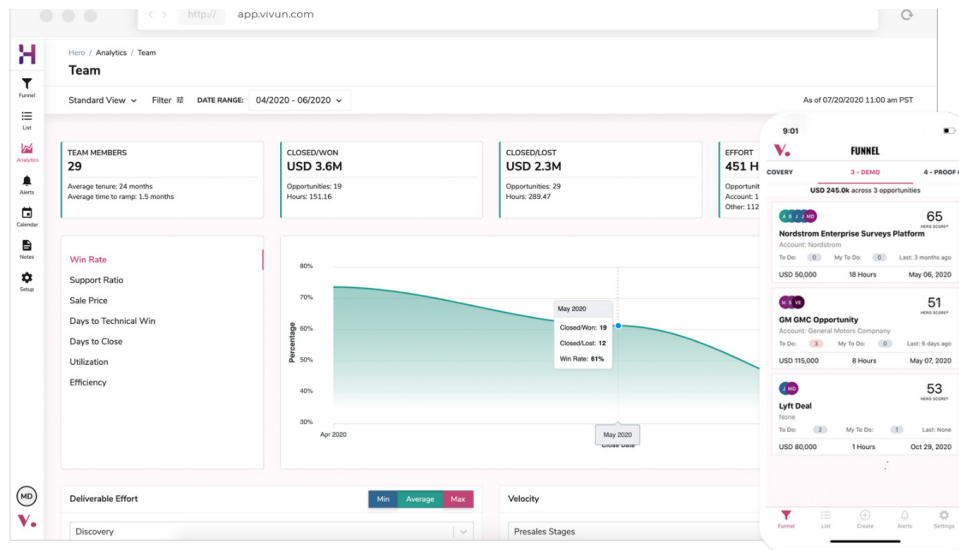 http://
app.vivun.com
Hero / Analytics / Team
Team
Standard View
Filter
DATE RANGE:
04/2020 - 06/2020
As of 07/20/2020 11:00 am PST
Funnel
List
Analytics
Alerts
Calendar
Notes
Setup
MD
V.
TEAM MEMBERS
29
Average tenure: 24 months
Average time to ramp: 1.5 months
CLOSED/WON
USD 3.6M
Opportunities: 19
Hours: 151.16
CLOSED/LOST
USD 2.3M
Opportunities: 29
Hours: 289.47
EFFORT
451 H
Opportunit
Account: 1
Other: 112
Win Rate
Support Ratio
Sale Price
Days to Technical Win
Days to Close
Utilization
Efficiency
80%
70%
60%
50%
40%
30%
Percentage
Apr 2020
May 2020
Closed/Won: 19
Closed/Lost: 12
Win Rate: 61%
May 2020
Close Date
Deliverable Effort
Min
Average
Max
Discovery
Velocity
Presales Stages
9:01
V.
FUNNEL
COVERY
3 - DEMO
4 - PROOF
USD 245.0k across 3 opportunities
A S J J MD
65
HERO SCORE®
Nordstrom Enterprise Surveys Platform
Account: Nordstrom
To Do: 0
My To Do: 0
Last: 3 months ago
USD 50,000
18 Hours
May 06, 2020
N S VE
51
HERO SCORE®
GM GMC Opportunity
Account: General Motors Compnany
To Do: 3
My To Do: 0
Last: 6 days ago
USD 115,000
8 Hours
May 07, 2020
J MD
53
HERO SCORE®
Lyft Deal
None
To Do: 2
My To Do: 1
Last: None
USD 80,000
1 Hours
Oct 29, 2020
Funnel
List
Create
Alerts
Settings